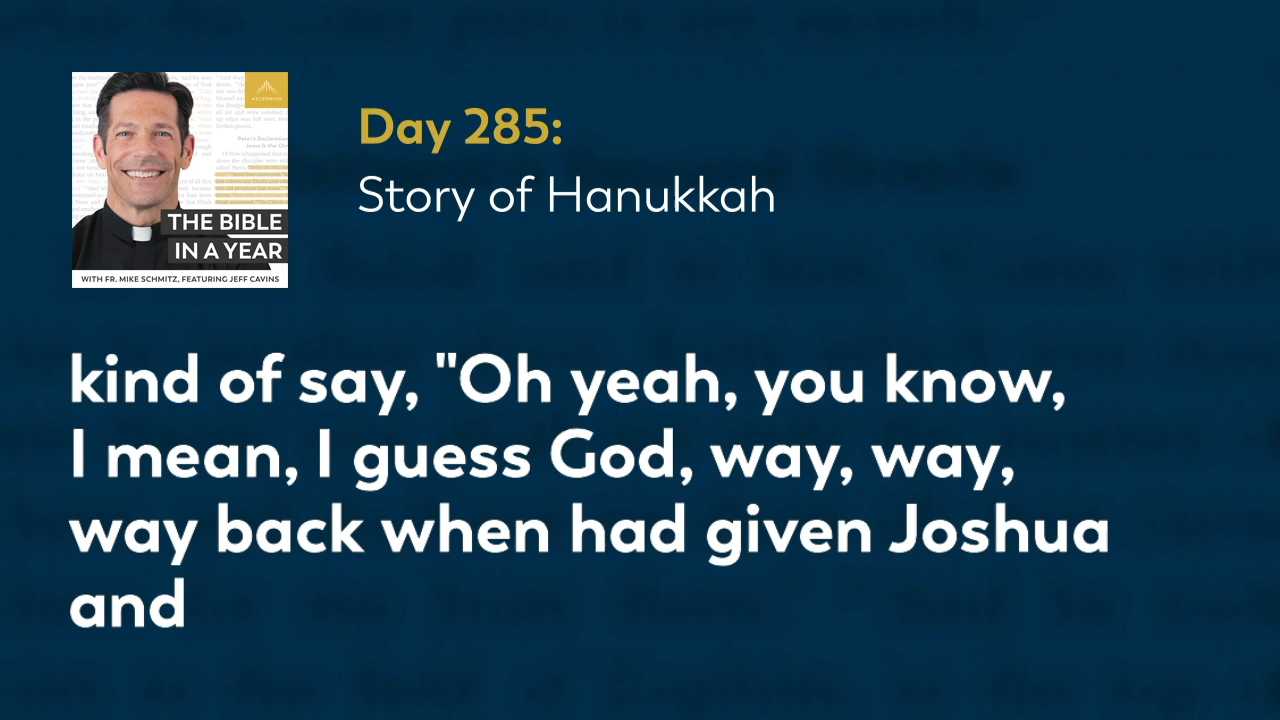 ASCENSION
THE BIBLE
IN A YEAR
WITH FR. MIKE SCHMITZ, FEATURING JEFF CAVINS
Day 285:
Story of Hanukkah
kind of say, "Oh yeah, you know,
I mean, I guess God, way, way,
way back when had given Joshua
and